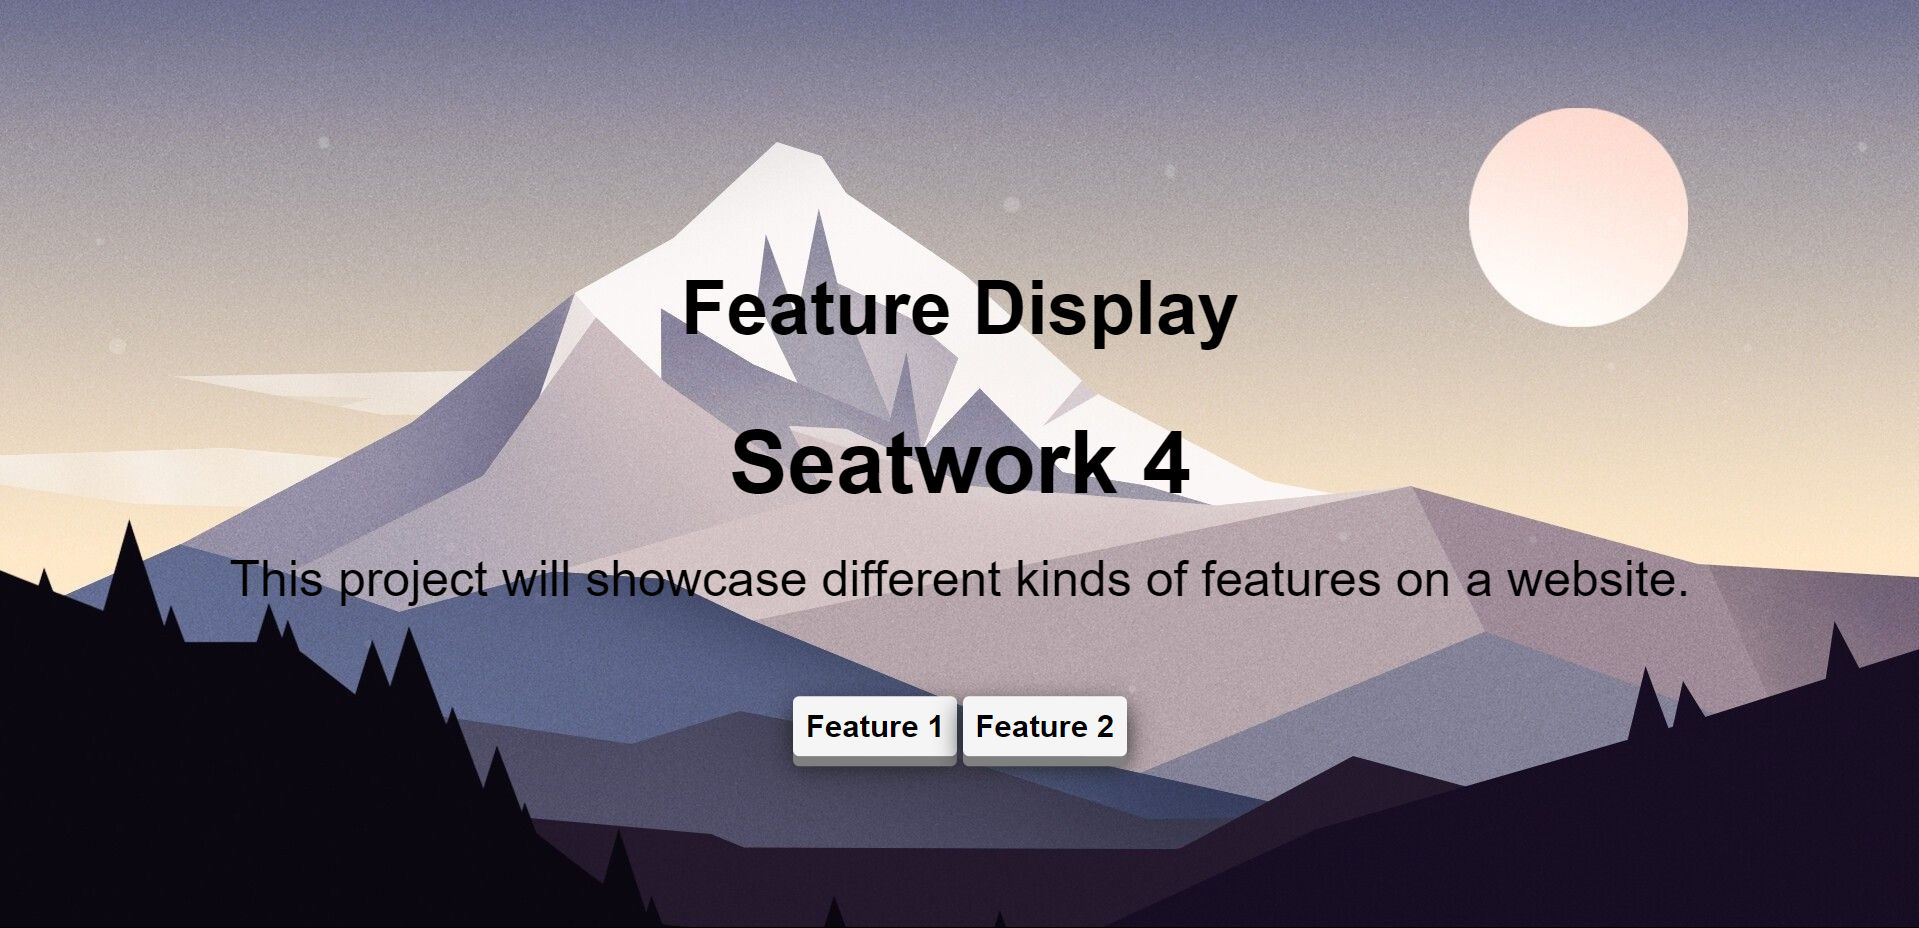 Feature Display
Seatwork 4
This project will showcase different kinds of features on a website.
Feature 1 Feature 2